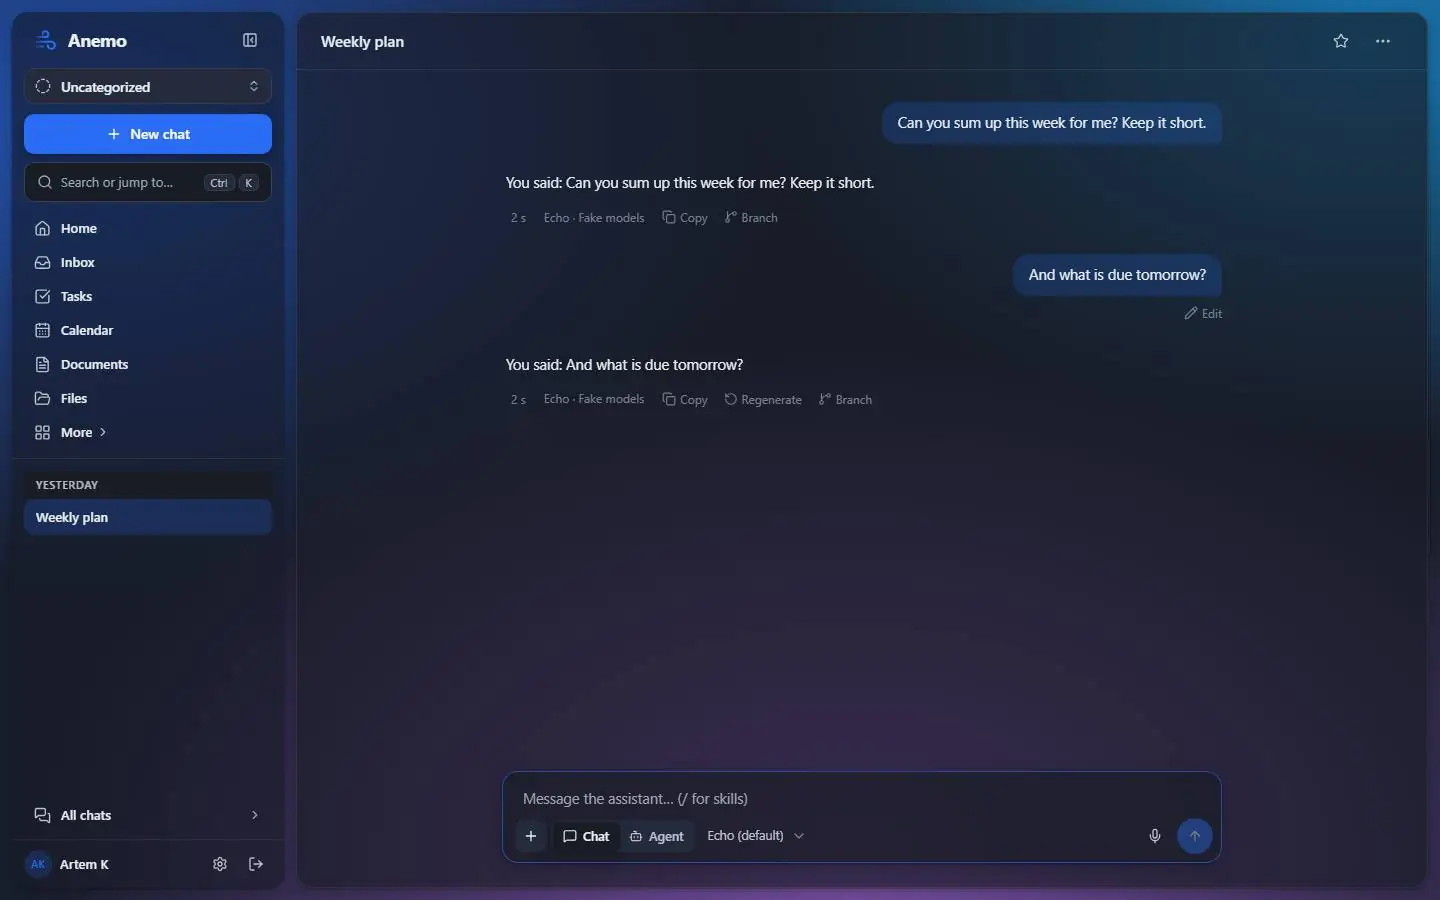 Anemo
Uncategorized
New chat
Search or jump to... Ctrl K
Home
Inbox
Tasks
Calendar
Documents
Files
More
YESTERDAY
Weekly plan
All chats
AK Artem K
Weekly plan
Can you sum up this week for me? Keep it short.
You said: Can you sum up this week for me? Keep it short.
2 s Echo · Fake models Copy Branch
And what is due tomorrow?
Edit
You said: And what is due tomorrow?
2 s Echo · Fake models Copy Regenerate Branch
Message the assistant... (/ for skills)
Chat Agent Echo (default)